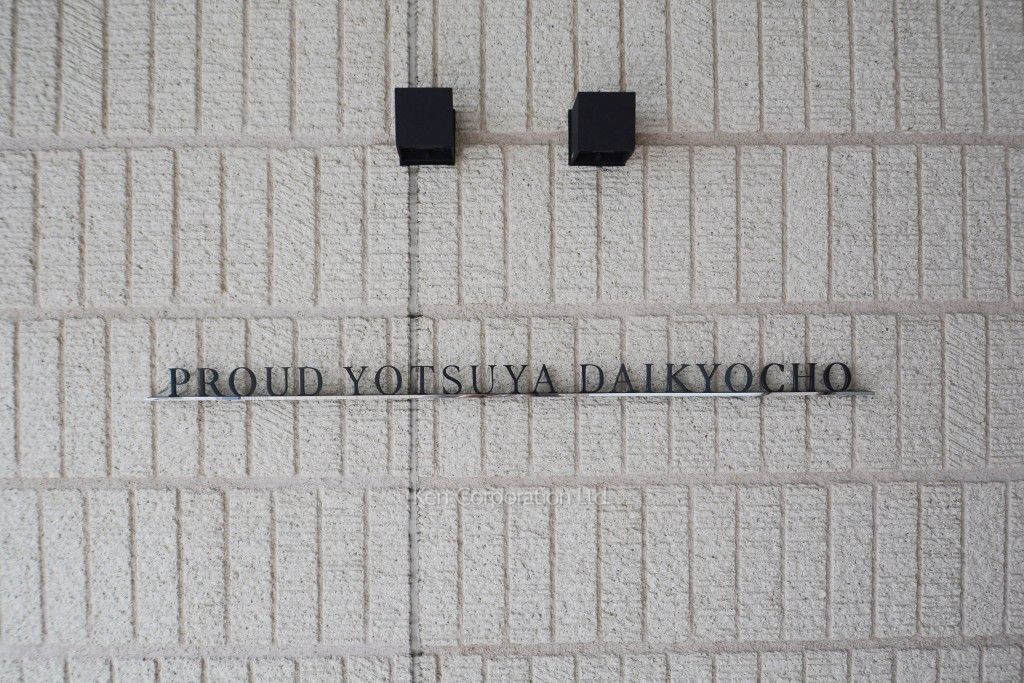 PROUD YOTSUYA DAIKYOCHO
Ken Corporation Ltd.